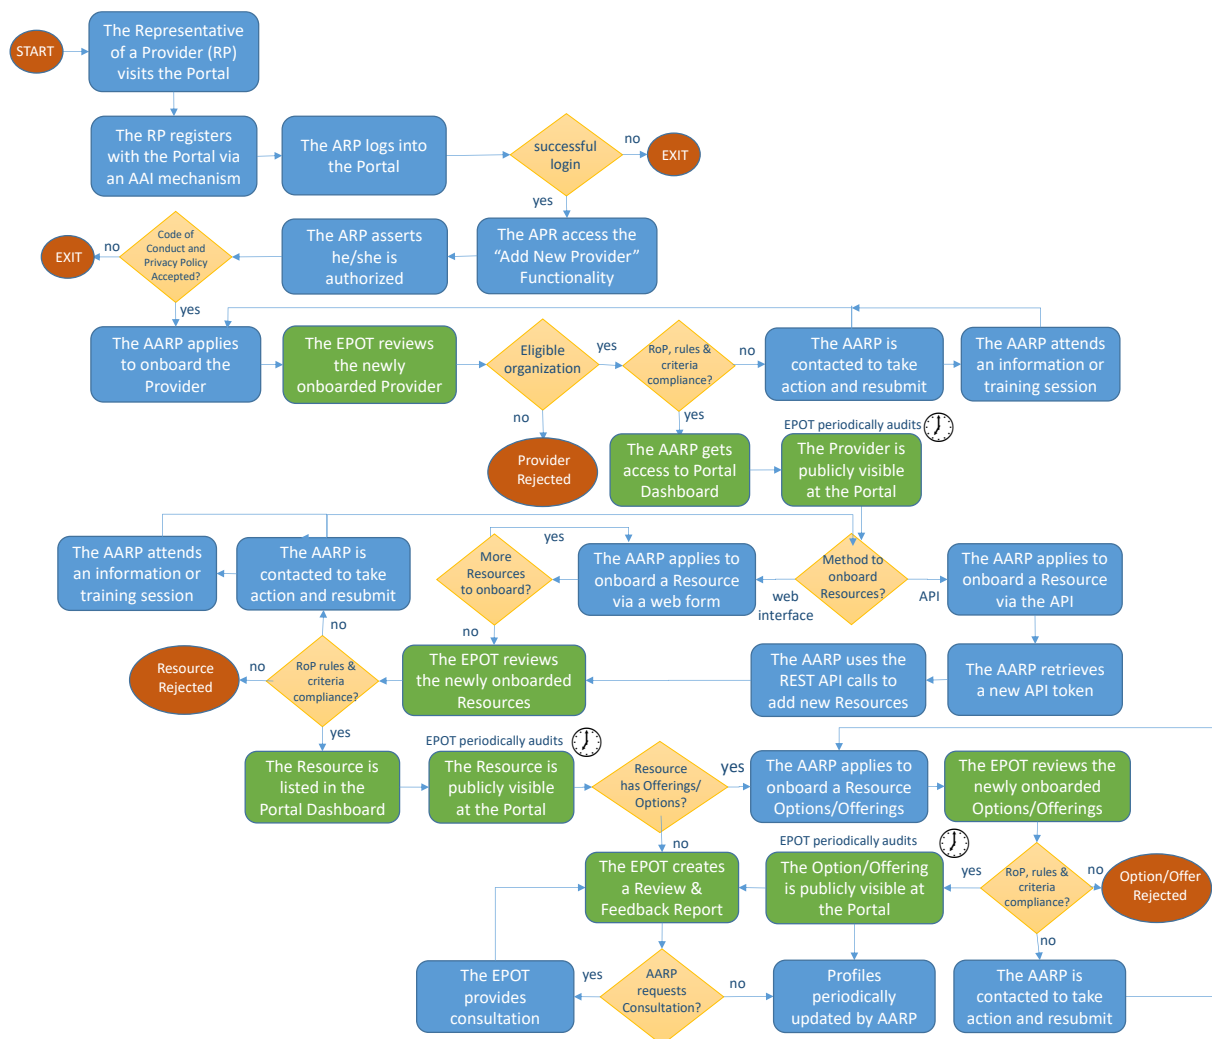 The Representative
of a Provider (RP)
visits the Portal
START
The RP registers
with the Portal via
an AAI mechanism
The ARP logs into
the Portal
successful
login
no
EXIT
yes
Code of
Conduct and
Privacy Policy
Accepted?
no
EXIT
The ARP asserts
he/she is
authorized
The APR access the
“Add New Provider”
Functionality
yes
The AARP applies
to onboard the
Provider
The EPOT reviews
the newly
onboarded Provider
Eligible
organization
yes
RoP, rules &
criteria
compliance?
no
The AARP is
contacted to take
action and resubmit
The AARP attends
an information or
training session
no
yes
Provider
Rejected
The AARP gets
access to Portal
Dashboard
EPOT periodically audits
The Provider is
publicly visible
at the Portal
The AARP attends
an information or
training session
The AARP is
contacted to take
action and resubmit
yes
More
Resources
to onboard?
The AARP applies to
onboard a Resource
via a web form
web
interface
Method to
onboard
Resources?
API
The AARP applies to
onboard a Resource
via the API
no
no
Resource
Rejected
no
RoP rules &
criteria
compliance?
The EPOT reviews
the newly onboarded
Resources
The AARP uses the
REST API calls to
add new Resources
The AARP retrieves
a new API token
yes
The Resource is
listed in the
Portal Dashboard
EPOT periodically audits
The Resource is
publicly visible
at the Portal
Resource
has Offerings/
Options?
yes
The AARP applies to
onboard a Resource
Options/Offerings
The EPOT reviews the
newly onboarded
Options/Offerings
no
EPOT periodically audits
The EPOT creates
a Review &
Feedback Report
The Option/Offering
is publicly visible at
the Portal
yes
RoP, rules &
criteria
compliance?
no
Option/Offer
Rejected
no
The EPOT
provides
consultation
yes
AARP
requests
Consultation?
no
Profiles
periodically
updated by AARP
The AARP is
contacted to take
action and resubmit